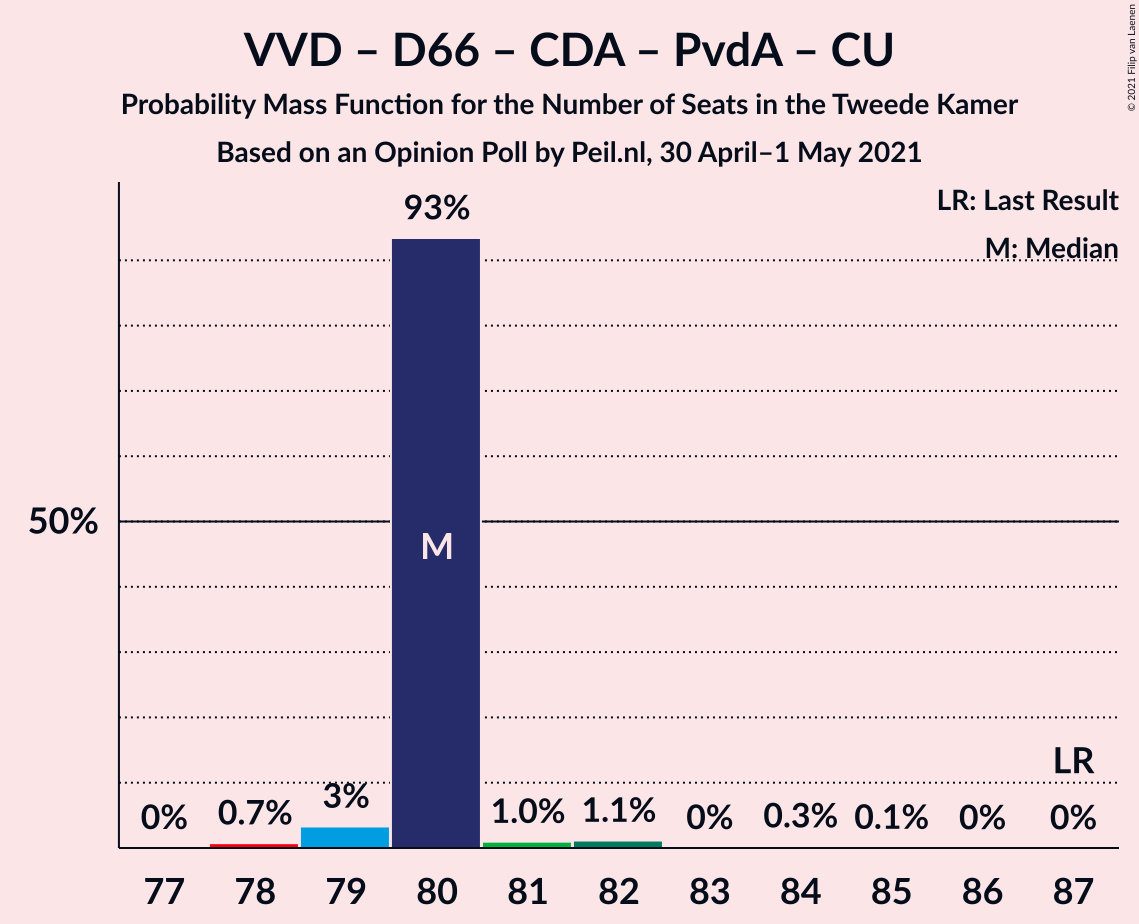 VVD – D66 – CDA – PvdA – CU
Probability Mass Function for the Number of Seats in the Tweede Kamer
Based on an Opinion Poll by Peil.nl, 30 April–1 May 2021
© 2021 Filip van Laenen
LR: Last Result
M: Median
93%
50%
M
LR
0% 0.7% 3% 1.0% 1.1% 0% 0.3% 0.1% 0% 0%
77 78 79 80 81 82 83 84 85 86 87